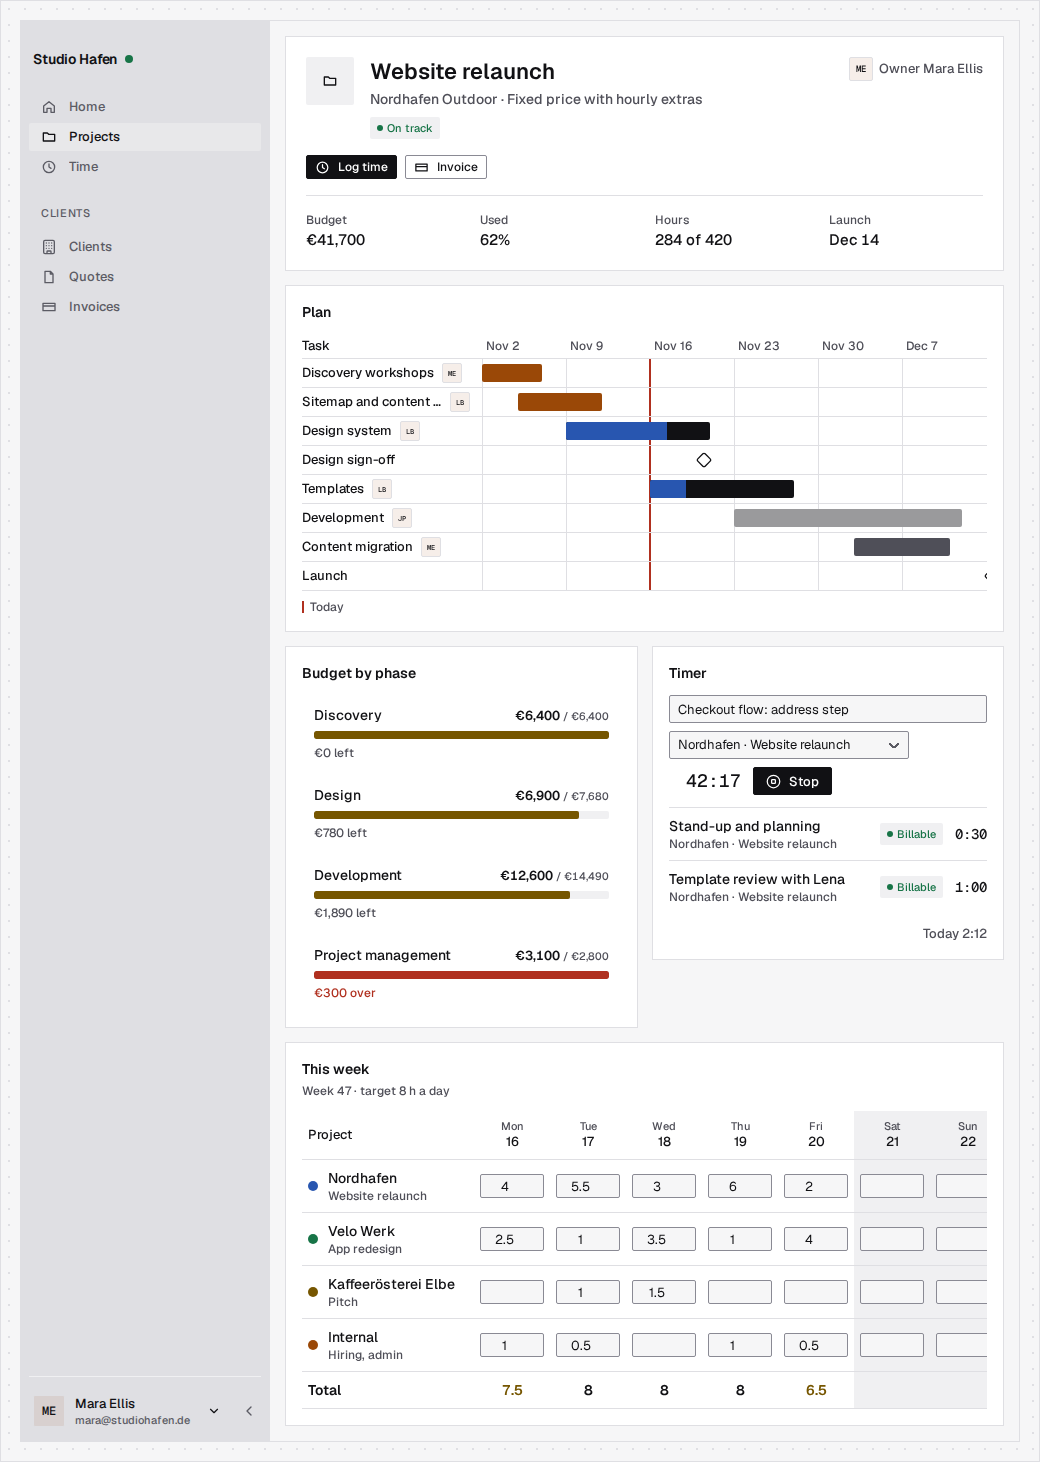 Studio Hafen
Home
Projects
Time
CLIENTS
Clients
Quotes
Invoices
ME
Mara Ellis
mara@studiohafen.de
Website relaunch
Nordhafen Outdoor · Fixed price with hourly extras
On track
ME Owner Mara Ellis
Log time
Invoice
Budget
€41,700
Used
62%
Hours
284 of 420
Launch
Dec 14
Plan
Task Nov 2 Nov 9 Nov 16 Nov 23 Nov 30 Dec 7
Discovery workshops ME
Sitemap and content ... LB
Design system LB
Design sign-off
Templates LB
Development JP
Content migration ME
Launch
Today
Budget by phase
Discovery €6,400 / €6,400
€0 left
Design €6,900 / €7,680
€780 left
Development €12,600 / €14,490
€1,890 left
Project management €3,100 / €2,800
€300 over
Timer
Checkout flow: address step
Nordhafen · Website relaunch
42:17 Stop
Stand-up and planning
Nordhafen · Website relaunch
Billable 0:30
Template review with Lena
Nordhafen · Website relaunch
Billable 1:00
Today 2:12
This week
Week 47 · target 8 h a day
Project Mon 16 Tue 17 Wed 18 Thu 19 Fri 20 Sat 21 Sun 22
Nordhafen
Website relaunch
4 5.5 3 6 2
Velo Werk
App redesign
2.5 1 3.5 1 4
Kaffeerösterei Elbe
Pitch
1 1.5
Internal
Hiring, admin
1 0.5 1 0.5
Total 7.5 8 8 8 6.5